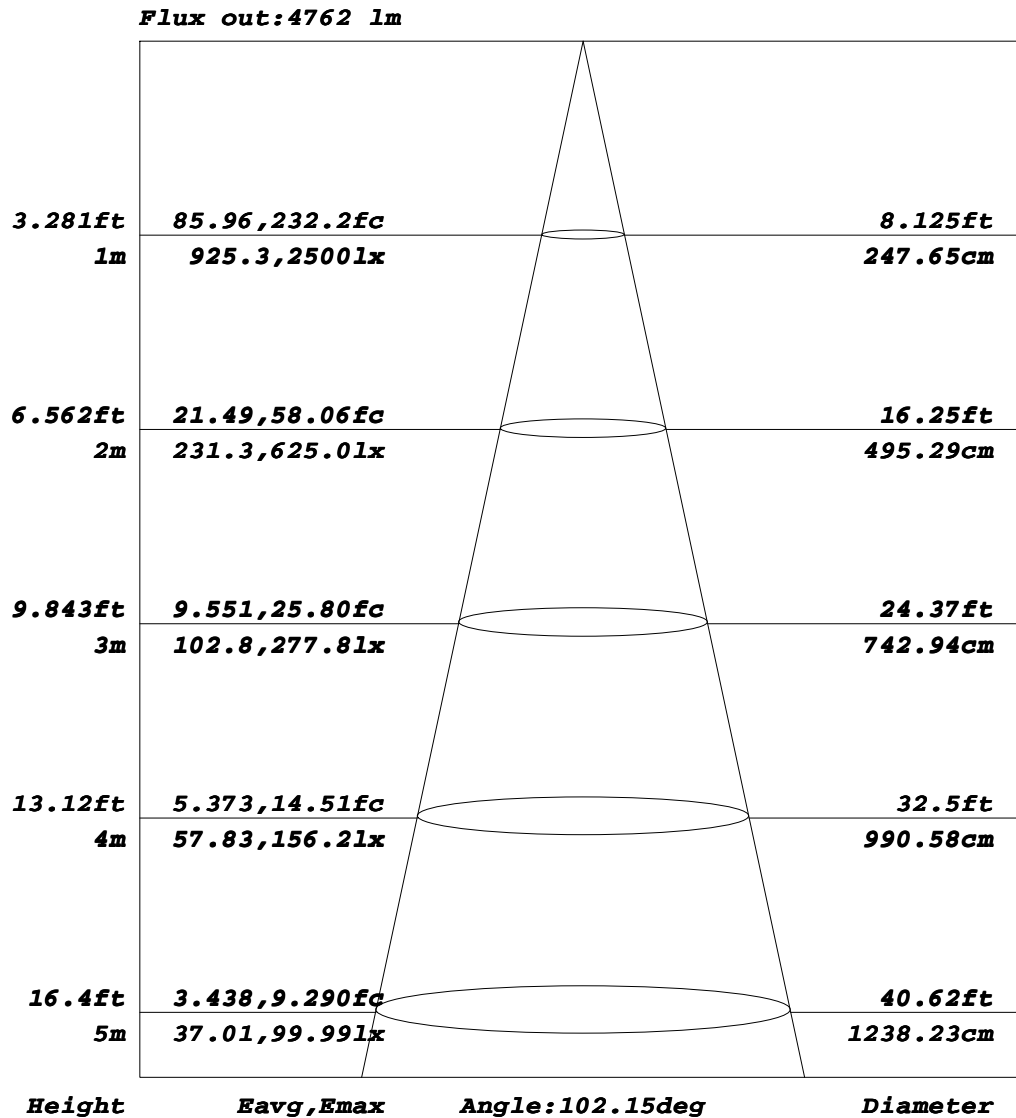 Flux out:4762 lm
3.281ft 85.96,232.2fc 8.125ft
1m 925.3,2500lx 247.65cm
6.562ft 21.49,58.06fc 16.25ft
2m 231.3,625.0lx 495.29cm
9.843ft 9.551,25.80fc 24.37ft
3m 102.8,277.8lx 742.94cm
13.12ft 5.373,14.51fc 32.5ft
4m 57.83,156.2lx 990.58cm
16.4ft 3.438,9.290fc 40.62ft
5m 37.01,99.99lx 1238.23cm
Height Eavg,Emax Angle:102.15deg Diameter